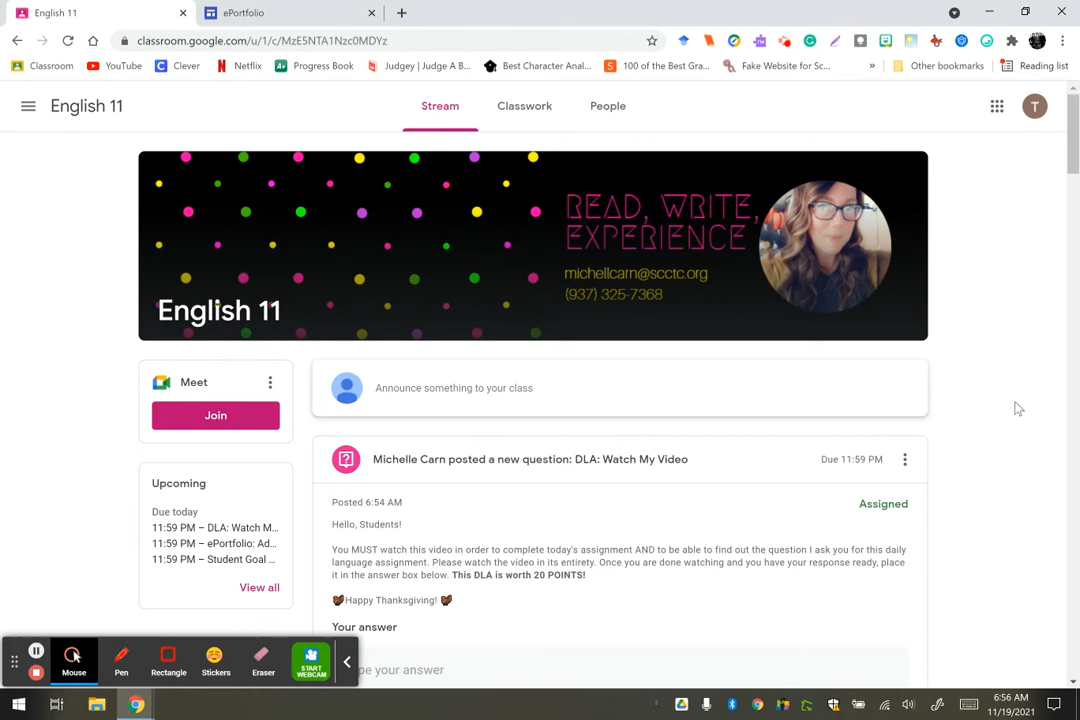 English 11
ePortfolio
classroom.google.com/u/1/c/MzE5NTA1Nzc0MDYz
Classroom
YouTube
Clever
Netflix
Progress Book
Judgey | Judge A B...
Best Character Anal...
100 of the Best Gra...
Fake Website for Sc...
»
Other bookmarks
Reading list
English 11
Stream
Classwork
People
T
READ, WRITE,
EXPERIENCE
michellcarn@scctc.org
(937) 325-7368
English 11
Meet
Join
Announce something to your class
Michelle Carn posted a new question: DLA: Watch My Video
Due 11:59 PM
Upcoming
Due today
11:59 PM – DLA: Watch M...
11:59 PM – ePortfolio: Ad...
11:59 PM – Student Goal ...
View all
Posted 6:54 AM
Assigned
Hello, Students!
You MUST watch this video in order to complete today's assignment AND to be able to find out the question I ask you for this daily
language assignment. Please watch the video in its entirety. Once you are done watching and you have your response ready, place
it in the answer box below. This DLA is worth 20 POINTS!
🦃Happy Thanksgiving! 🦃
Your answer
pe your answer
Mouse
Pen
Rectangle
Stickers
Eraser
START
WEBCAM
6:56 AM
11/19/2021